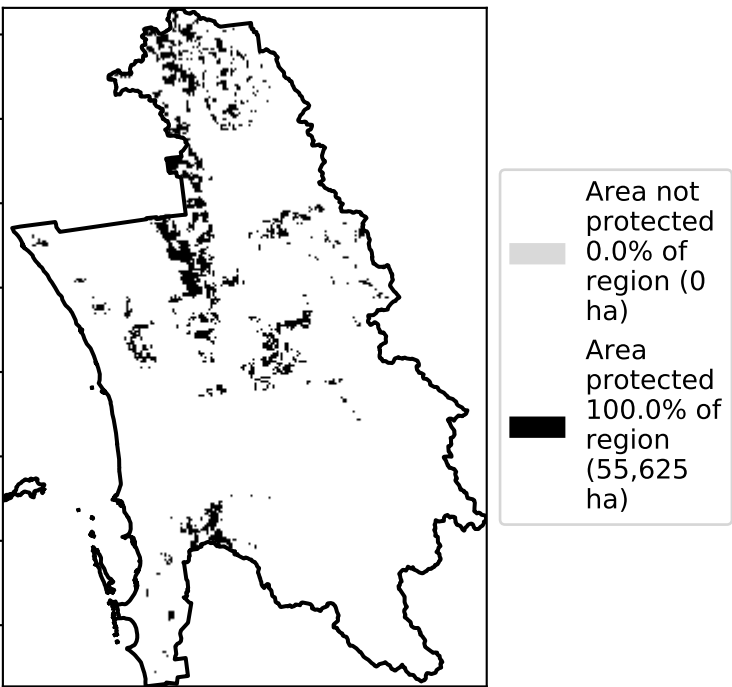 Area not
protected
0.0% of
region (0
ha)
Area
protected
100.0% of
region
(55,625
ha)